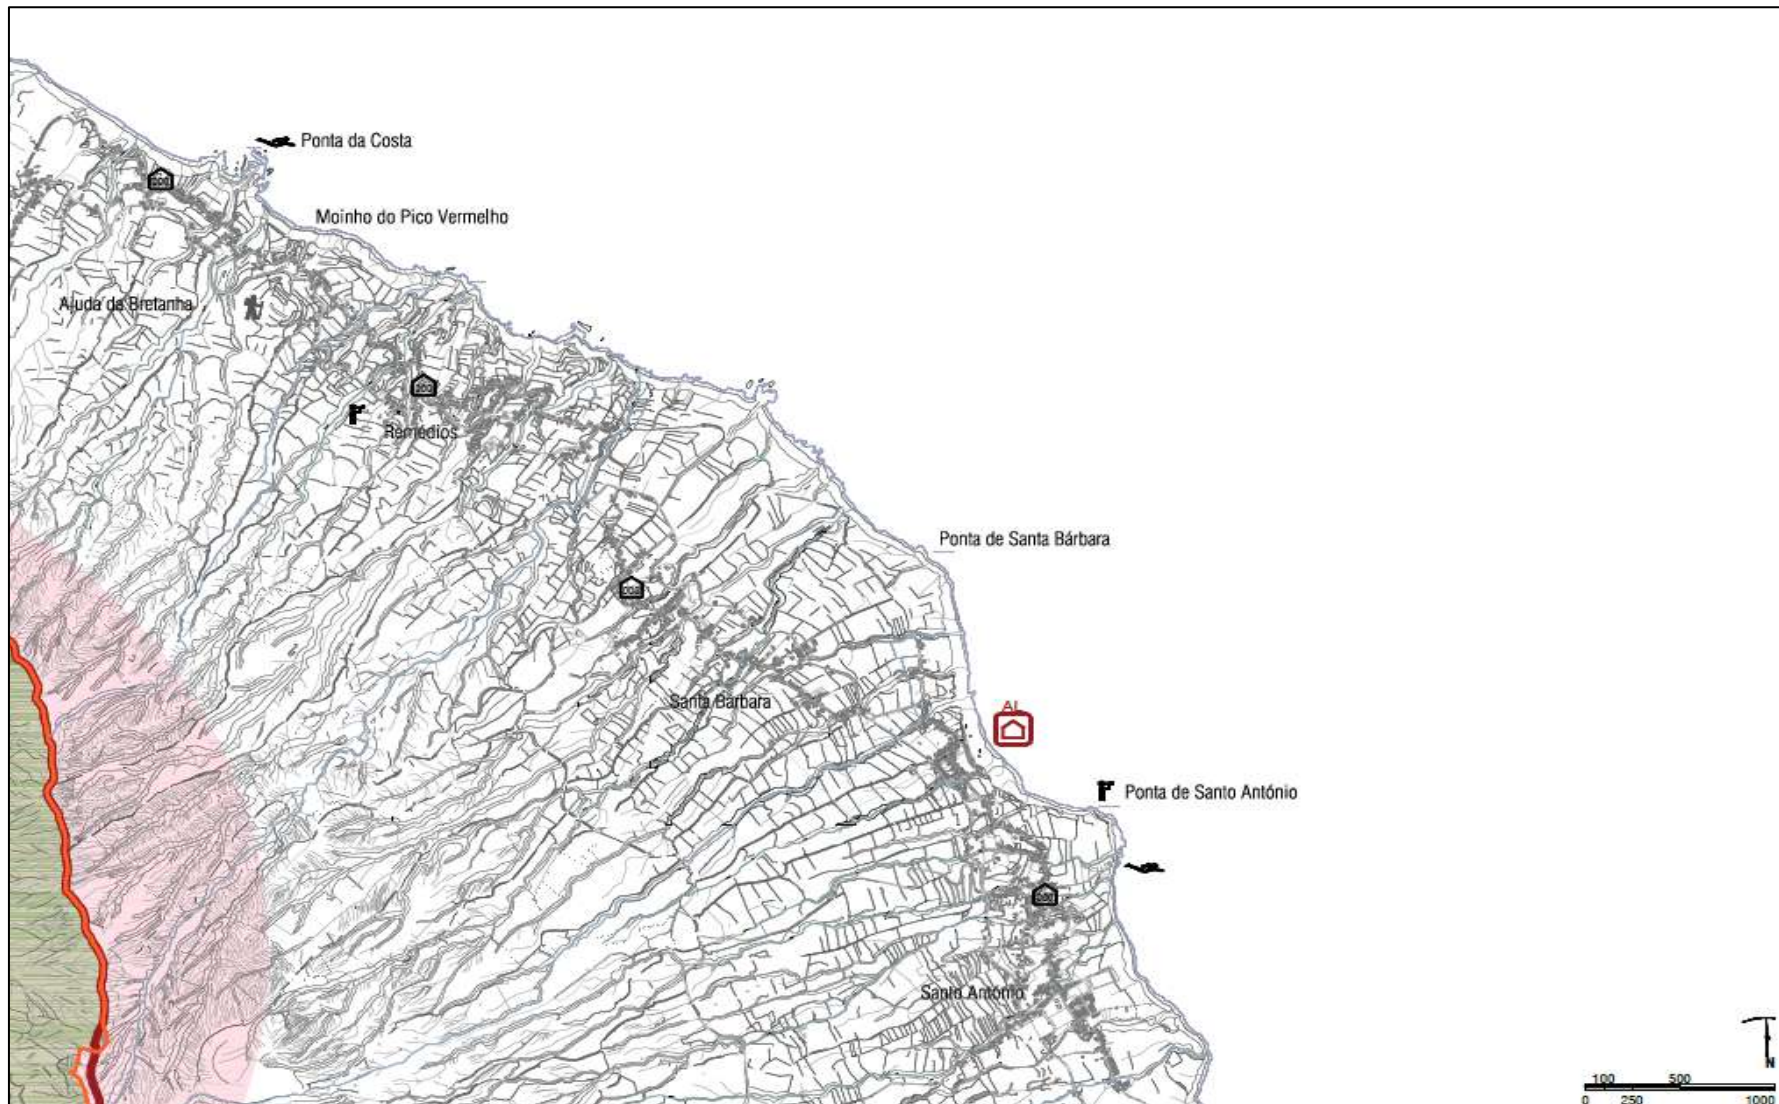 Ponta da Costa
Moinho do Pico Vermelho
Ajuda da Bretanha
Remédios
Ponta de Santa Bárbara
Santa Bárbara
AL
Ponta de Santo António
Santo António
N
100 500
0 250 1000